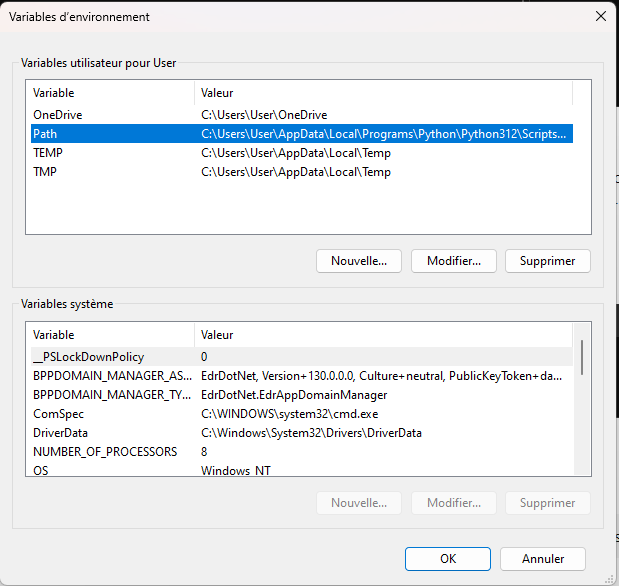 Variables d'environnement
Variables utilisateur pour User
Variable Valeur
OneDrive C:\Users\User\OneDrive
Path C:\Users\User\AppData\Local\Programs\Python\Python312\Scripts...
TEMP C:\Users\User\AppData\Local\Temp
TMP C:\Users\User\AppData\Local\Temp
Nouvelle... Modifier... Supprimer
Variables système
Variable Valeur
__PSLockDownPolicy 0
BPPDOMAIN_MANAGER_AS... EdrDotNet, Version+130.0.0.0, Culture+neutral, PublicKeyToken+da...
BPPDOMAIN_MANAGER_TY... EdrDotNet.EdrAppDomainManager
ComSpec C:\WINDOWS\system32\cmd.exe
DriverData C:\Windows\System32\Drivers\DriverData
NUMBER_OF_PROCESSORS 8
OS Windows_NT
Nouvelle... Modifier... Supprimer
OK Annuler